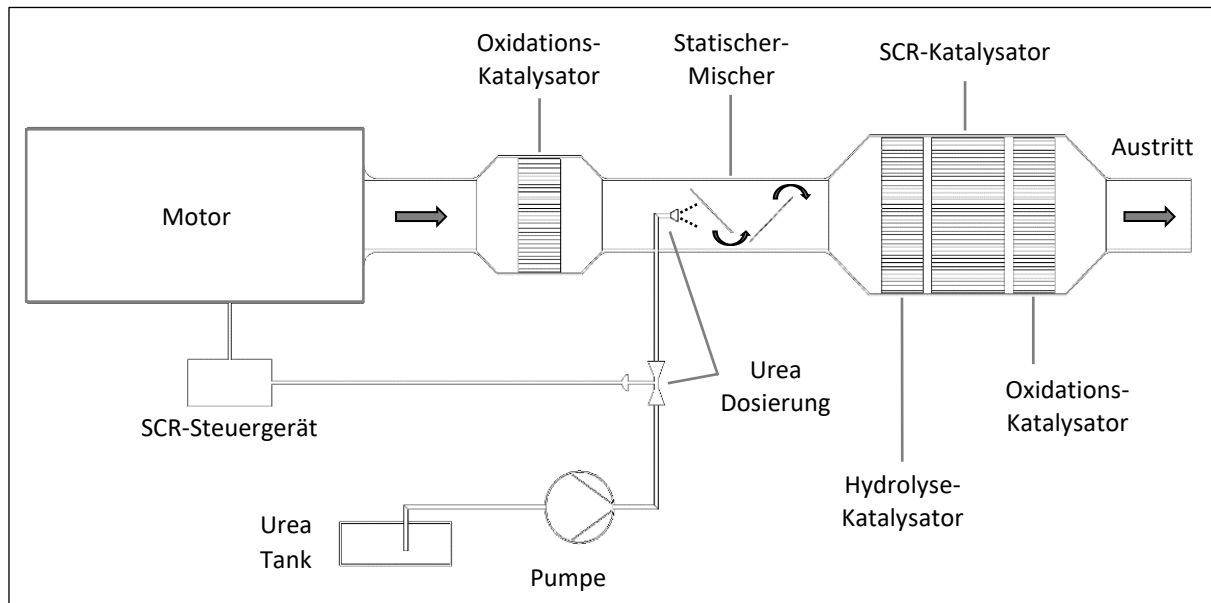 Oxidations-
Katalysator
Statischer-
Mischer
SCR-Katalysator
Austritt
Motor
Urea
Dosierung
SCR-Steuergerät
Oxidations-
Katalysator
Hydrolyse-
Katalysator
Urea
Tank
Pumpe